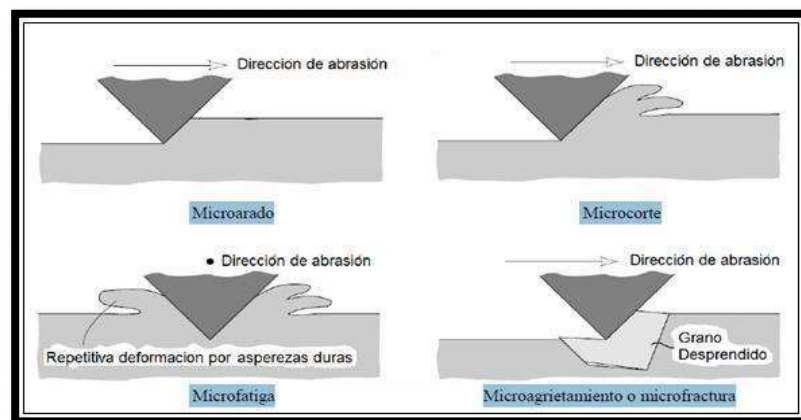 Direccion de abrasión
Dirección de abrasión
Microarado
Microcorte
Dirección de abrasión
Dirección de abrasión
Repetitiva deformacion por asperezas duras
Grano
Desprendido
Microfatiga
Microagrietamiento o microfractura